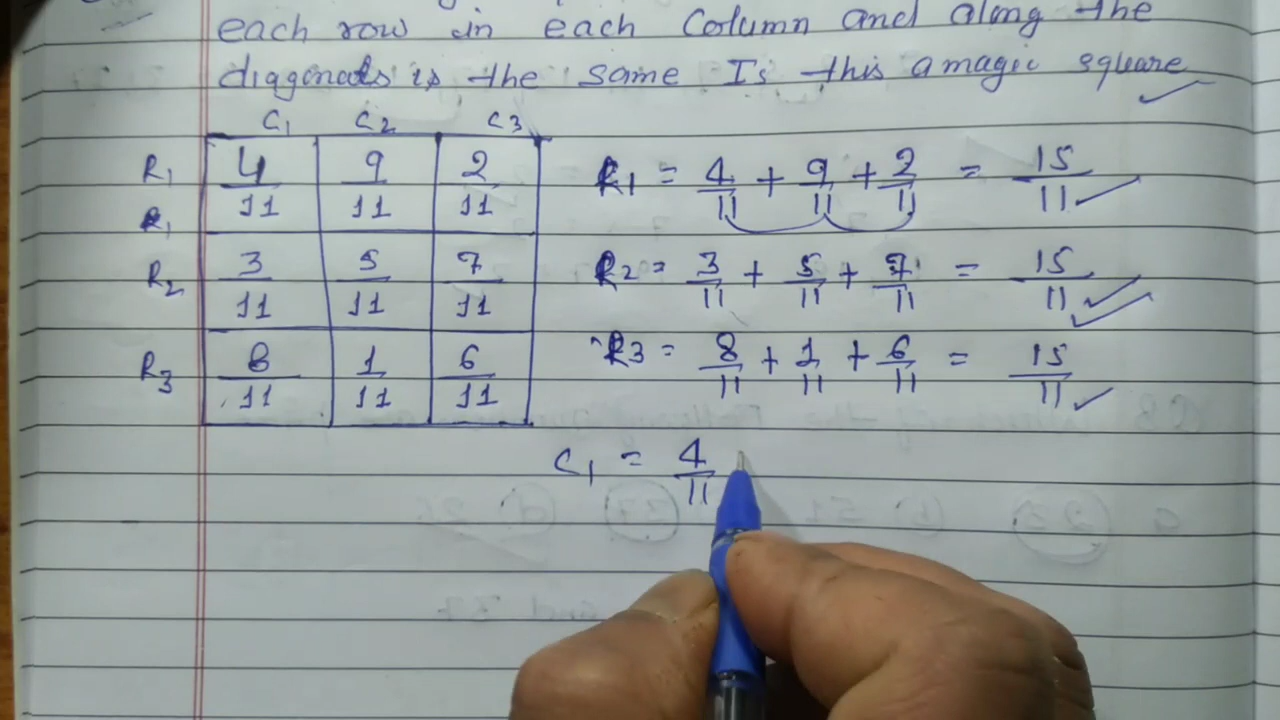 each row in each Column and along the
diagonals is the same Is this a magic square
C1 C2 C3
R1 4/11 9/11 2/11
R1
R2 3/11 5/11 7/11
R3 8/11 1/11 6/11
R1 = 4/11 + 9/11 + 2/11 = 15/11
R2 = 3/11 + 5/11 + 7/11 = 15/11
R3 = 8/11 + 1/11 + 6/11 = 15/11
C1 = 4/11